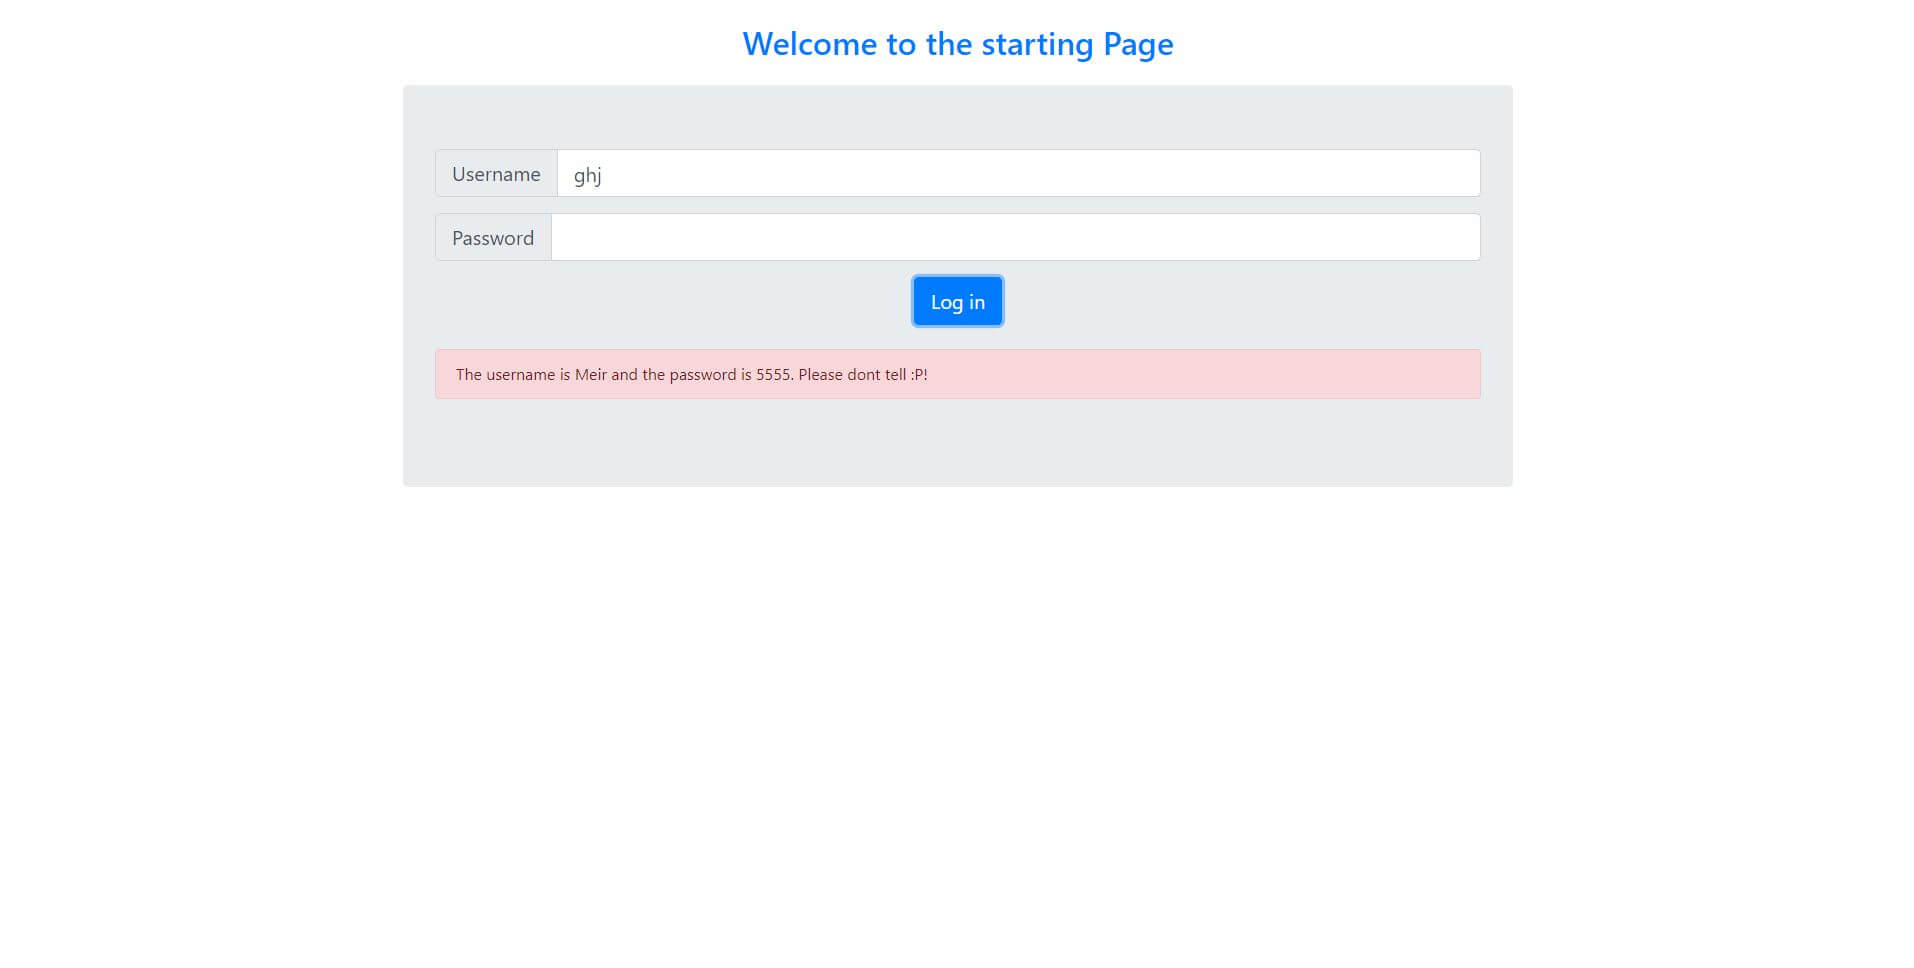 Welcome to the starting Page
Username
ghj
Password
Log in
The username is Meir and the password is 5555. Please dont tell :P!